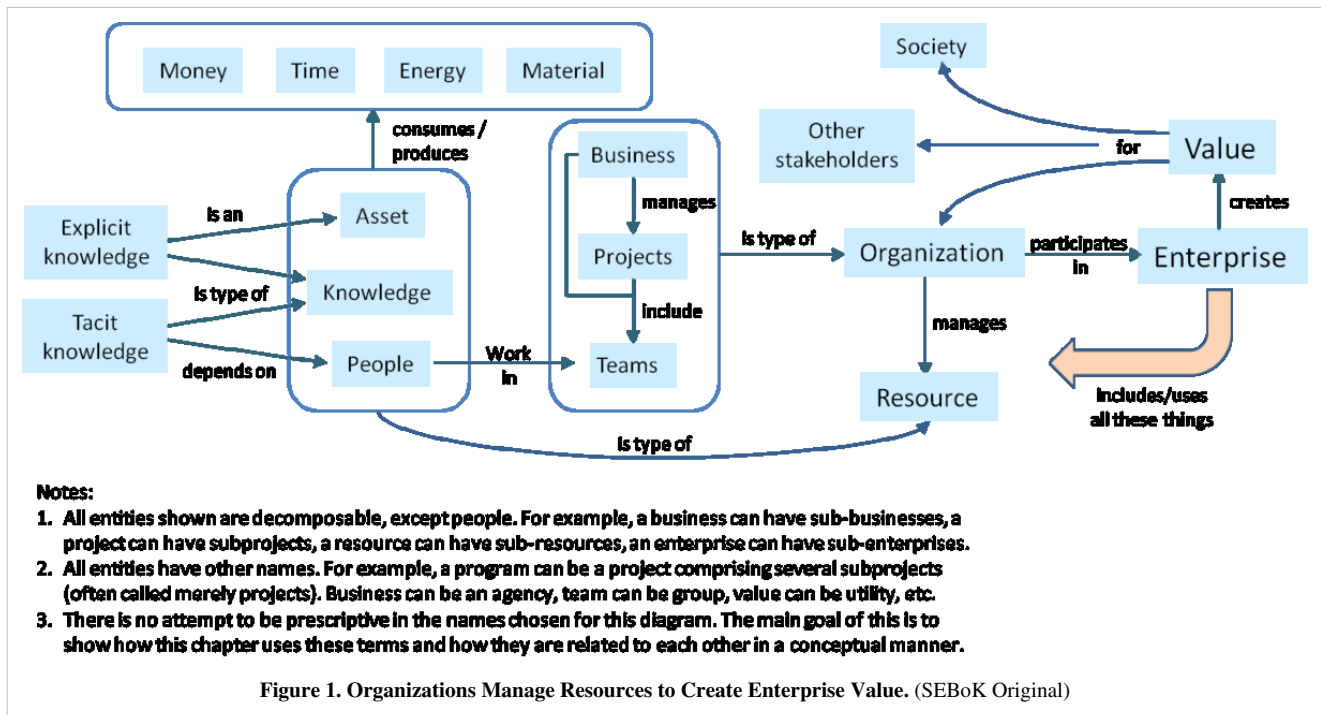 Money
Time
Energy
Material
Society
consumes /
produces
Other
stakeholders
for
Value
Business
manages
creates
Explicit
knowledge
is an
Asset
Projects
is type of
Organization
participates
in
Enterprise
is type of
Knowledge
include
manages
Tacit
knowledge
depends on
People
Work
in
Teams
Resource
includes/uses
all these things
is type of
Notes:
1. All entities shown are decomposable, except people. For example, a business can have sub-businesses, a
project can have subprojects, a resource can have sub-resources, an enterprise can have sub-enterprises.
2. All entities have other names. For example, a program can be a project comprising several subprojects
(often called merely projects). Business can be an agency, team can be group, value can be utility, etc.
3. There is no attempt to be prescriptive in the names chosen for this diagram. The main goal of this is to
show how this chapter uses these terms and how they are related to each other in a conceptual manner.
Figure 1. Organizations Manage Resources to Create Enterprise Value. (SEBoK Original)